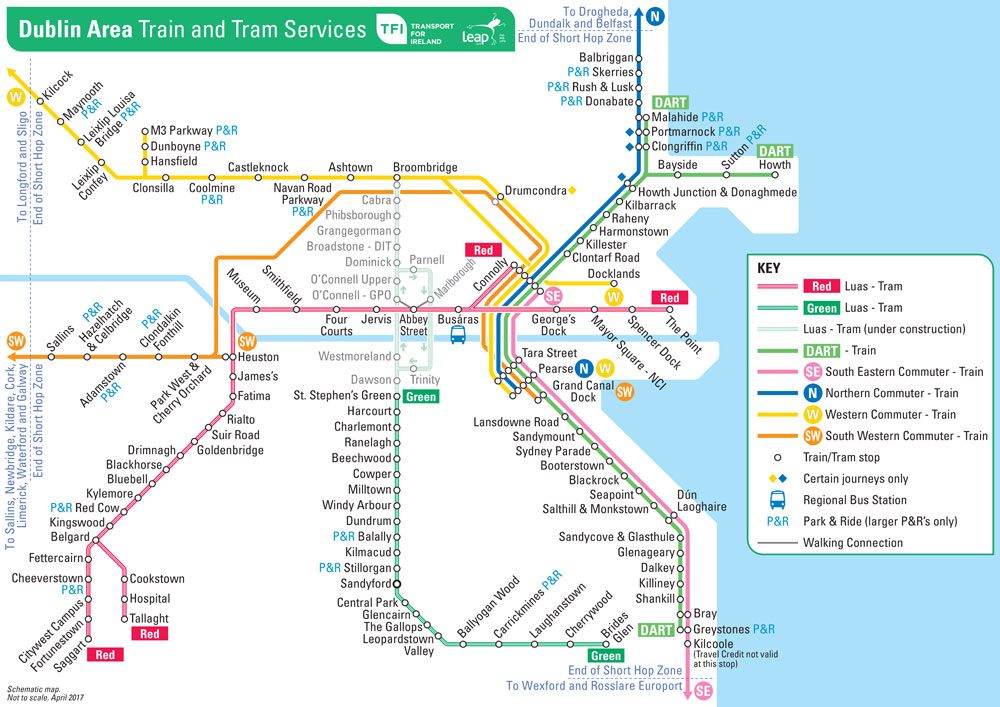 Dublin Area Train and Tram Services
TFI
TRANSPORT
FOR
IRELAND
leap
To Drogheda,
Dundalk and Belfast
N
End of Short Hop Zone
Balbriggan
P&R Skerries
P&R Rush & Lusk
P&R Donabate
DART
Malahide P&R
Portmarnock P&R
Clongriffin P&R
Bayside
Sutton P&R
DART
Howth
Howth Junction & Donaghmede
Kilbarrack
Raheny
Harmonstown
Killester
Clontarf Road
W
To Longford and Sligo
End of Short Hop Zone
Kilcock
Maynooth
P&R
Leixlip Louisa
Bridge P&R
Leixlip
Confey
M3 Parkway P&R
Dunboyne P&R
Hansfield
Clonsilla
Coolmine
P&R
Castleknock
Navan Road
Parkway
P&R
Ashtown
Broombridge
Drumcondra
Cabra
Phibsborough
Grangegorman
Broadstone - DIT
Dominick
Parnell
O'Connell Upper
O'Connell - GPO
Marlborough
Red
Connolly
Docklands
SE
W
Red
Museum
Smithfield
Four
Courts
Jervis
Abbey
Street
Busáras
George's
Dock
Mayor Square - NCI
Spencer Dock
The Point
Westmoreland
Trinity
Dawson
Tara Street
Pearse
N
W
Grand Canal
Dock
SW
SW
Sallins
Hazelhatch
& Celbridge
P&R
Adamstown
P&R
Clondalkin
Fonthill
P&R
Park West &
Cherry Orchard
SW
Heuston
James's
Fatima
Rialto
Suir Road
Goldenbridge
Drimnagh
Blackhorse
Bluebell
Kylemore
P&R Red Cow
Kingswood
Belgard
Fettercairn
Cheeverstown
P&R
Citywest Campus
Fortunestown
Saggart
Red
Cookstown
Hospital
Tallaght
Red
To Sallins, Newbridge, Kildare, Cork,
Limerick, Waterford and Galway
End of Short Hop Zone
St. Stephen's Green
Green
Harcourt
Charlemont
Ranelagh
Beechwood
Cowper
Milltown
Windy Arbour
Dundrum
P&R Balally
Kilmacud
P&R Stillorgan
Sandyford
Central Park
Glencairn
The Gallops
Leopardstown
Valley
Ballyogan Wood
Carrickmines P&R
Laughanstown
Cherrywood
Brides
Glen
Green
Lansdowne Road
Sandymount
Sydney Parade
Booterstown
Blackrock
Seapoint
Salthill & Monkstown
Dún
Laoghaire
Sandycove & Glasthule
Glenageary
Dalkey
Killiney
Shankill
Bray
DART
Greystones P&R
Kilcoole
(Travel Credit not valid
at this stop)
End of Short Hop Zone
To Wexford and Rosslare Europort
SE
KEY
Red Luas - Tram
Green Luas - Tram
Luas - Tram (under construction)
DART - Train
SE South Eastern Commuter - Train
N Northern Commuter - Train
W Western Commuter - Train
SW South Western Commuter - Train
Train/Tram stop
Certain journeys only
Regional Bus Station
P&R Park & Ride (larger P&R's only)
Walking Connection
Schematic map.
Not to scale. April 2017